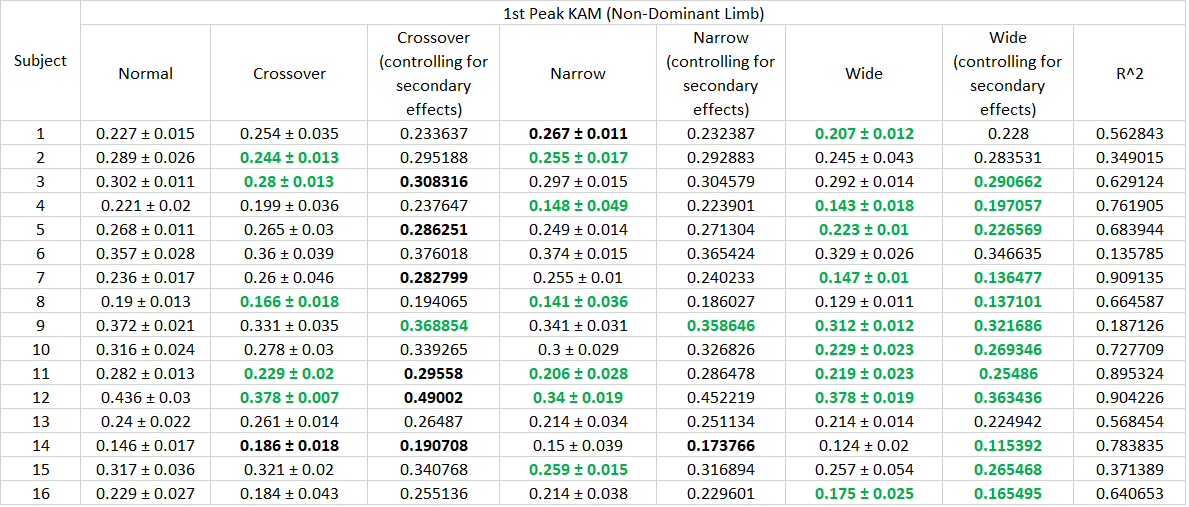 1st Peak KAM (Non-Dominant Limb)
Subject Normal Crossover Crossover (controlling for secondary effects) Narrow Narrow (controlling for secondary effects) Wide Wide (controlling for secondary effects) R^2
1 0.227 ± 0.015 0.254 ± 0.035 0.233637 0.267 ± 0.011 0.232387 0.207 ± 0.012 0.228 0.562843
2 0.289 ± 0.026 0.244 ± 0.013 0.295188 0.255 ± 0.017 0.292883 0.245 ± 0.043 0.283531 0.349015
3 0.302 ± 0.011 0.28 ± 0.013 0.308316 0.297 ± 0.015 0.304579 0.292 ± 0.014 0.290662 0.629124
4 0.221 ± 0.02 0.199 ± 0.036 0.237647 0.148 ± 0.049 0.223901 0.143 ± 0.018 0.197057 0.761905
5 0.268 ± 0.011 0.265 ± 0.03 0.286251 0.249 ± 0.014 0.271304 0.223 ± 0.01 0.226569 0.683944
6 0.357 ± 0.028 0.36 ± 0.039 0.376018 0.374 ± 0.015 0.365424 0.329 ± 0.026 0.346635 0.135785
7 0.236 ± 0.017 0.26 ± 0.046 0.282799 0.255 ± 0.01 0.240233 0.147 ± 0.01 0.136477 0.909135
8 0.19 ± 0.013 0.166 ± 0.018 0.194065 0.141 ± 0.036 0.186027 0.129 ± 0.011 0.137101 0.664587
9 0.372 ± 0.021 0.331 ± 0.035 0.368854 0.341 ± 0.031 0.358646 0.312 ± 0.012 0.321686 0.187126
10 0.316 ± 0.024 0.278 ± 0.03 0.339265 0.3 ± 0.029 0.326826 0.229 ± 0.023 0.269346 0.727709
11 0.282 ± 0.013 0.229 ± 0.02 0.29558 0.206 ± 0.028 0.286478 0.219 ± 0.023 0.25486 0.895324
12 0.436 ± 0.03 0.378 ± 0.007 0.49002 0.34 ± 0.019 0.452219 0.378 ± 0.019 0.363436 0.904226
13 0.24 ± 0.022 0.261 ± 0.014 0.26487 0.214 ± 0.034 0.251134 0.214 ± 0.014 0.224942 0.568454
14 0.146 ± 0.017 0.186 ± 0.018 0.190708 0.15 ± 0.039 0.173766 0.124 ± 0.02 0.115392 0.783835
15 0.317 ± 0.036 0.321 ± 0.02 0.340768 0.259 ± 0.015 0.316894 0.257 ± 0.054 0.265468 0.371389
16 0.229 ± 0.027 0.184 ± 0.043 0.255136 0.214 ± 0.038 0.229601 0.175 ± 0.025 0.165495 0.640653